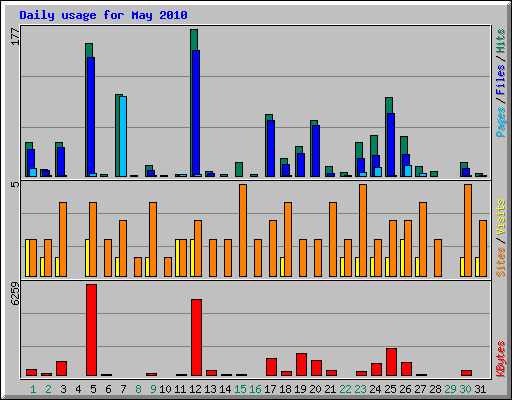 Daily usage for May 2010
177
Pages / Files / Hits
5
Sites / Visits
6259
KBytes
1 2 3 4 5 6 7 8 9 10 11 12 13 14 15 16 17 18 19 20 21 22 23 24 25 26 27 28 29 30 31